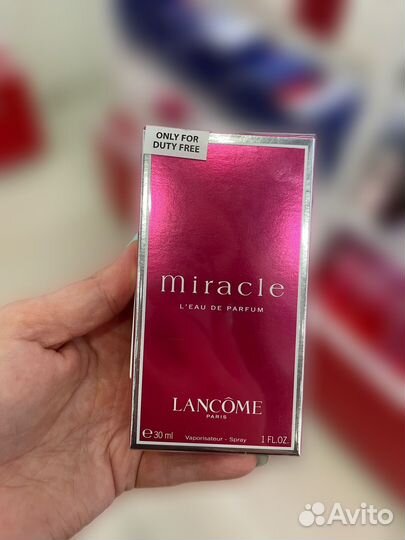 ONLY FOR
DUTY FREE
miracle
L'EAU DE PARFUM
LANCÔME
PARIS
℮ 30 ml Vaporisateur - Spray 1 FL.OZ.
Avito